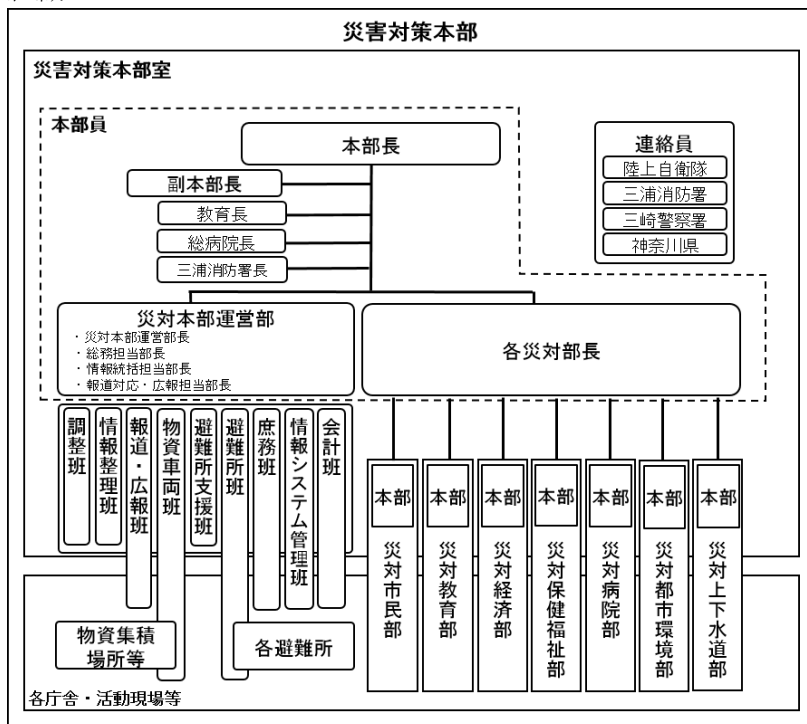 災害対策本部
災害対策本部室
本部員
本部長
副本部長
教育長
総病院長
三浦消防署長
連絡員
陸上自衛隊
三浦消防署
三崎警察署
神奈川県
災対本部運営部
・災対本部運営部長
・総務担当部長
・情報統括担当部長
・報道対応・広報担当部長
各災対部長
調整班
情報整理班
報道・広報班
物資車両班
避難所支援班
避難所班
庶務班
情報システム管理班
会計班
本部
災対市民部
本部
災対教育部
本部
災対経済部
本部
災対保健福祉部
本部
災対病院部
本部
災対都市環境部
本部
災対上下水道部
物資集積
場所等
各避難所
各庁舎・活動現場等